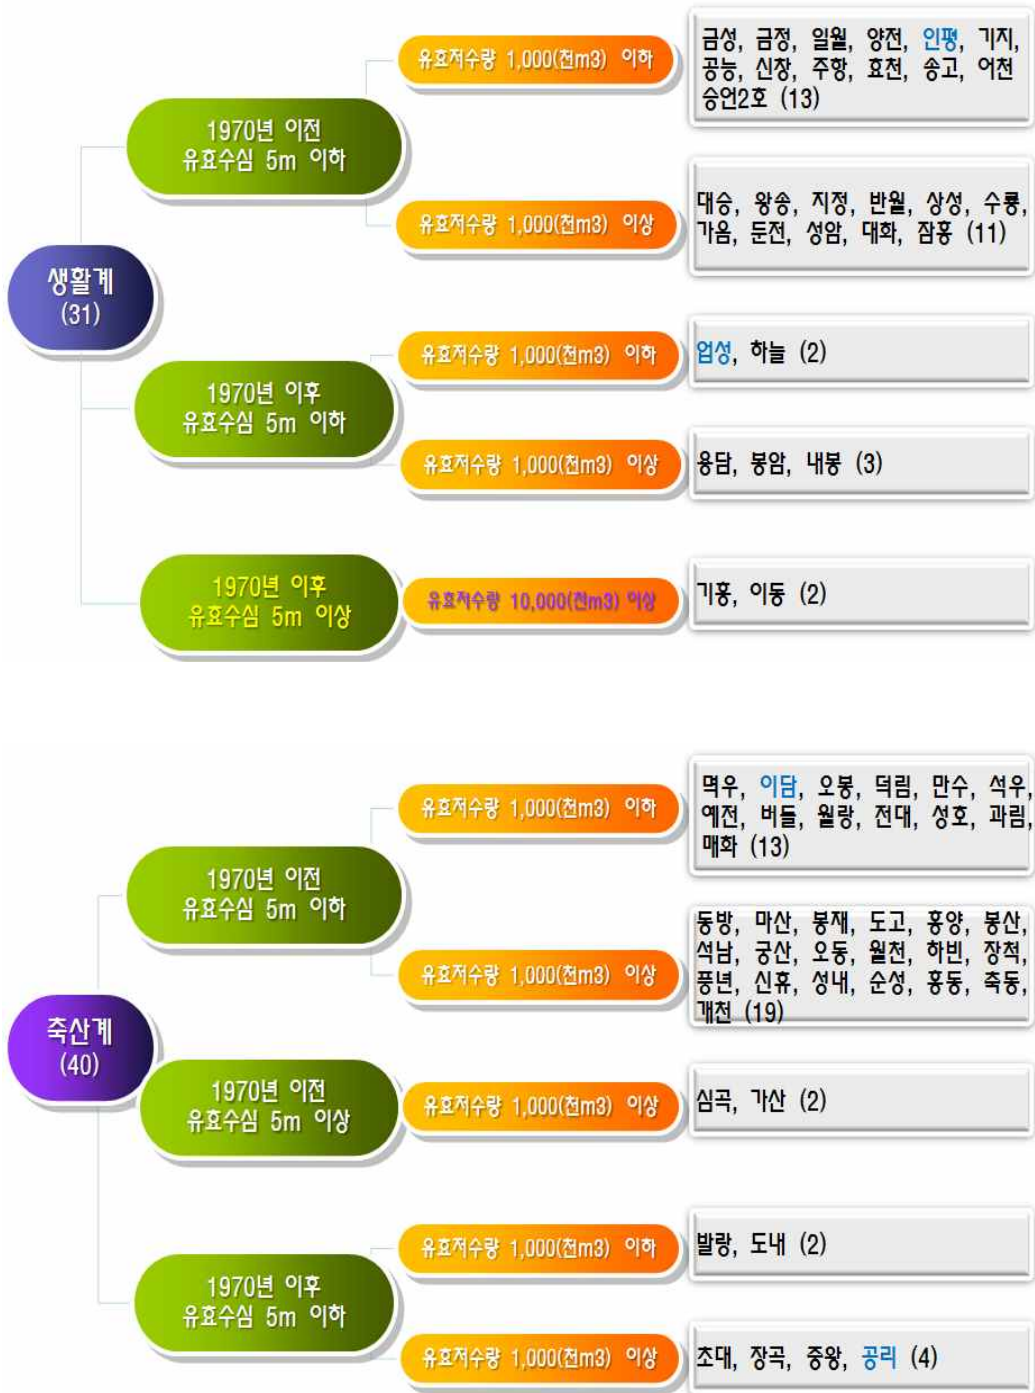 생활계
(31)
1970년 이전
유효수심 5m 이하
유효저수량 1,000(천m3) 이하
금성, 금정, 일월, 양전, 인평, 기지,
공능, 신창, 주항, 효천, 송고, 어천
승언2호 (13)
유효저수량 1,000(천m3) 이상
대승, 왕송, 지정, 반월, 상성, 수룡,
가음, 둔전, 성암, 대화, 잠홍 (11)
1970년 이후
유효수심 5m 이하
유효저수량 1,000(천m3) 이하
업성, 하늘 (2)
유효저수량 1,000(천m3) 이상
용담, 봉암, 내봉 (3)
1970년 이후
유효수심 5m 이상
유효저수량 10,000(천m3) 이상
기흥, 이동 (2)
축산계
(40)
1970년 이전
유효수심 5m 이하
유효저수량 1,000(천m3) 이하
멱우, 이담, 오봉, 덕림, 만수, 석우,
예전, 버들, 월랑, 전대, 성호, 과림,
매화 (13)
유효저수량 1,000(천m3) 이상
동방, 마산, 봉재, 도고, 홍양, 봉산,
석남, 궁산, 오동, 월천, 하빈, 장척,
풍년, 신휴, 성내, 순성, 홍동, 축동,
개천 (19)
1970년 이전
유효수심 5m 이상
유효저수량 1,000(천m3) 이상
심곡, 가산 (2)
1970년 이후
유효수심 5m 이하
유효저수량 1,000(천m3) 이하
발랑, 도내 (2)
유효저수량 1,000(천m3) 이상
초대, 장곡, 중왕, 공리 (4)